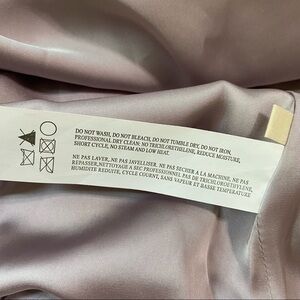 DO NOT WASH, DO NOT BLEACH, DO NOT TUMBLE DRY, DO NOT IRON,
PROFESSIONAL DRY CLEAN: NO TRICHLORETHYLENE, REDUCE MOISTURE,
SHORT CYCLE, NO STEAM AND LOW HEAT.
NE PAS LAVER, NE PAS JAVELLISER, NE PAS SECHER A LA MACHINE, NE PAS
REPASSER, NETTOYAGE A SEC PROFESSIONNEL PAS DE TRICHLOROETHYLENE,
HUMIDITE REDUITE, CYCLE COURT, SANS VAPEUR ET BASSE TEMPERATURE